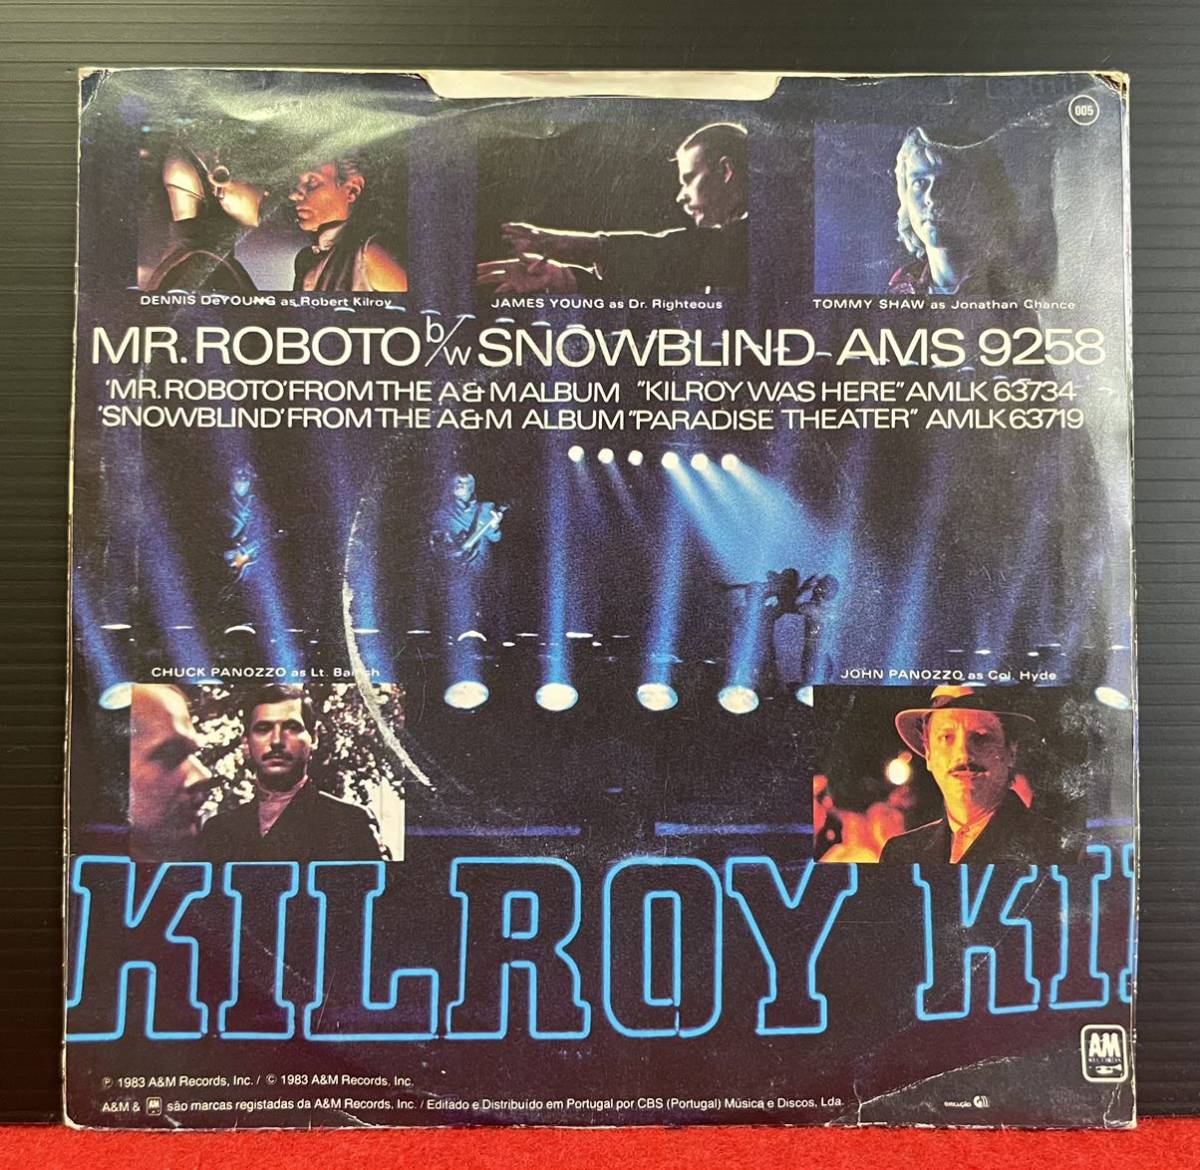 005
DENNIS DeYOUNG as Robert Kilroy
JAMES YOUNG as Dr. Righteous
TOMMY SHAW as Jonathan Chance
MR. ROBOTO b/w SNOWBLIND AMS 9258
'MR. ROBOTO' FROM THE A&M ALBUM "KILROY WAS HERE" AMLK 63734
'SNOWBLIND' FROM THE A&M ALBUM "PARADISE THEATER" AMLK 63719
CHUCK PANOZZO as Lt.
JOHN PANOZZO as Col. Hyde
KILROY KI
AM
RECORDS
℗ 1983 A&M Records, Inc. / © 1983 A&M Records, Inc.
A&M & AM são marcas registadas da A&M Records, Inc. / Editado e Distribuído em Portugal por CBS (Portugal) Música e Discos, Lda.
execução